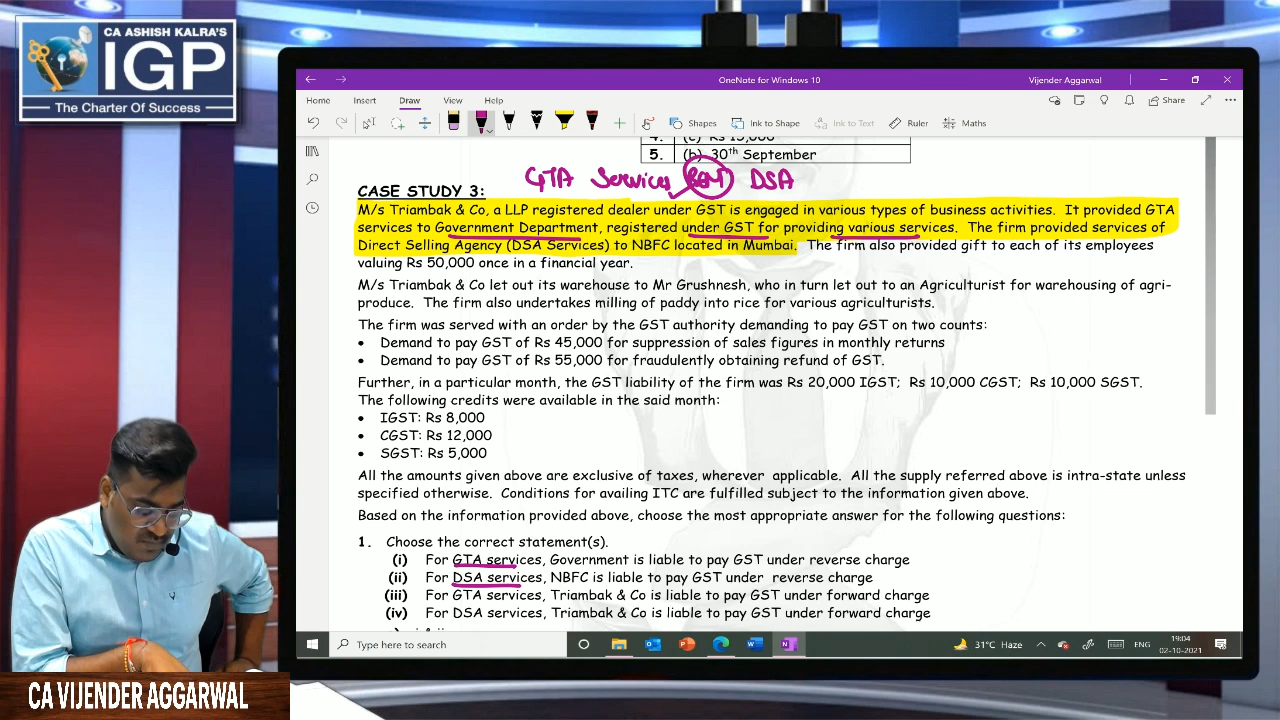 CA ASHISH KALRA'S
IGP
The Charter Of Success
OneNote for Windows 10
Vijender Aggarwal
Home Insert Draw View Help
Share
Shapes Ink to Shape Ink to Text Ruler Maths
4. (c) Rs 15,000
5. (b) 30th September
GTA Services RCM DSA
CASE STUDY 3:
M/s Triambak & Co, a LLP registered dealer under GST is engaged in various types of business activities. It provided GTA
services to Government Department, registered under GST for providing various services. The firm provided services of
Direct Selling Agency (DSA Services) to NBFC located in Mumbai. The firm also provided gift to each of its employees
valuing Rs 50,000 once in a financial year.
M/s Triambak & Co let out its warehouse to Mr Grushnesh, who in turn let out to an Agriculturist for warehousing of agri-
produce. The firm also undertakes milling of paddy into rice for various agriculturists.
The firm was served with an order by the GST authority demanding to pay GST on two counts:
• Demand to pay GST of Rs 45,000 for suppression of sales figures in monthly returns
• Demand to pay GST of Rs 55,000 for fraudulently obtaining refund of GST.
Further, in a particular month, the GST liability of the firm was Rs 20,000 IGST; Rs 10,000 CGST; Rs 10,000 SGST.
The following credits were available in the said month:
• IGST: Rs 8,000
• CGST: Rs 12,000
• SGST: Rs 5,000
All the amounts given above are exclusive of taxes, wherever applicable. All the supply referred above is intra-state unless
specified otherwise. Conditions for availing ITC are fulfilled subject to the information given above.
Based on the information provided above, choose the most appropriate answer for the following questions:
1. Choose the correct statement(s).
(i) For GTA services, Government is liable to pay GST under reverse charge
(ii) For DSA services, NBFC is liable to pay GST under reverse charge
(iii) For GTA services, Triambak & Co is liable to pay GST under forward charge
(iv) For DSA services, Triambak & Co is liable to pay GST under forward charge
Type here to search
31°C Haze
ENG
19:04
02-10-2021
CA VIJENDER AGGARWAL